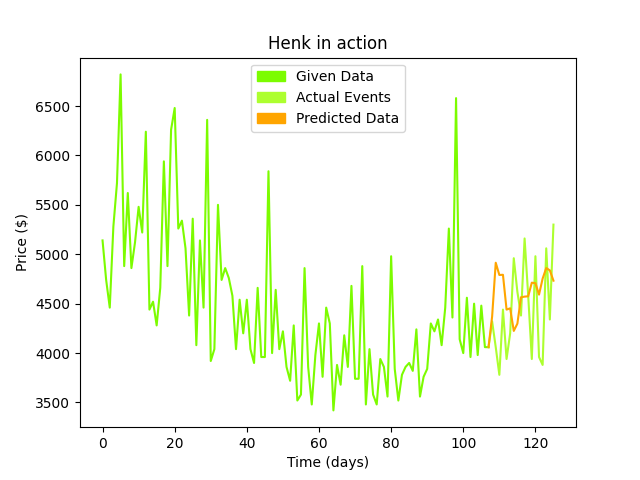 Henk in action
Given Data
Actual Events
Predicted Data
Price ($)
6500
6000
5500
5000
4500
4000
3500
0 20 40 60 80 100 120
Time (days)